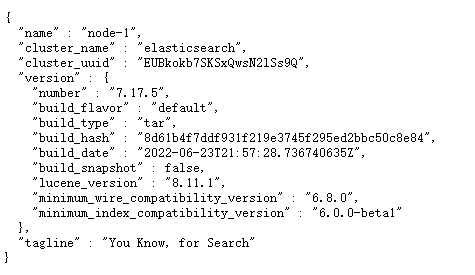 {
  "name" : "node-1",
  "cluster_name" : "elasticsearch",
  "cluster_uuid" : "EUBkokb7SKSxQwsN2lSs9Q",
  "version" : {
    "number" : "7.17.5",
    "build_flavor" : "default",
    "build_type" : "tar",
    "build_hash" : "8d61b4f7ddf931f219e3745f295ed2bbc50c8e84",
    "build_date" : "2022-06-23T21:57:28.736740635Z",
    "build_snapshot" : false,
    "lucene_version" : "8.11.1",
    "minimum_wire_compatibility_version" : "6.8.0",
    "minimum_index_compatibility_version" : "6.0.0-beta1"
  },
  "tagline" : "You Know, for Search"
}